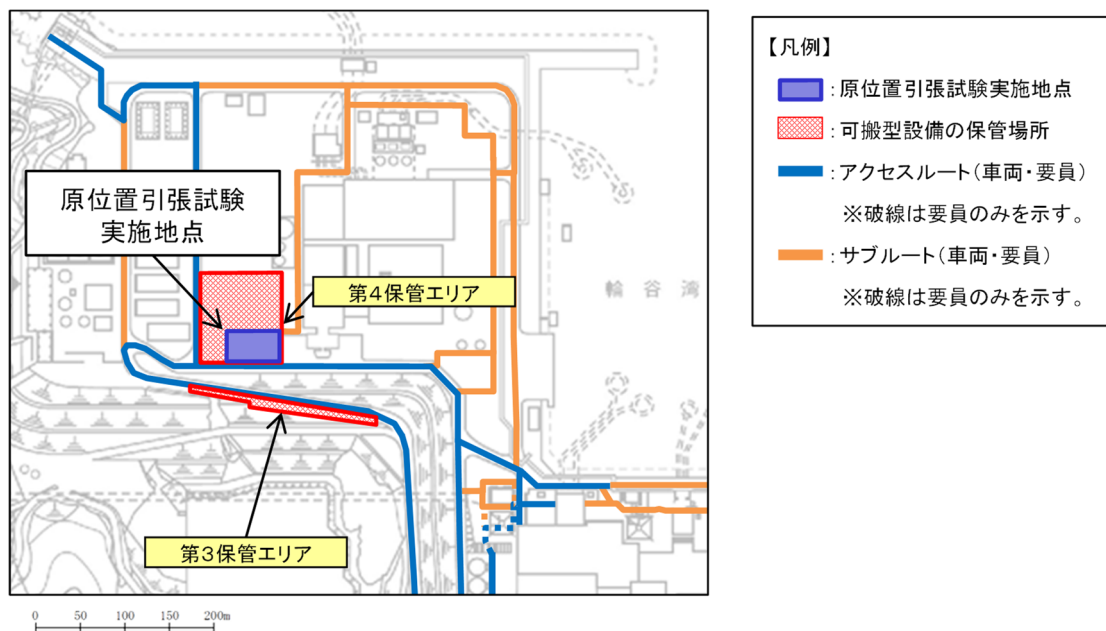 原位置引張試験
実施地点
第4保管エリア
第3保管エリア
輪谷湾
0 50 100 150 200m
【凡例】
：原位置引張試験実施地点
：可搬型設備の保管場所
：アクセスルート（車両・要員）
※破線は要員のみを示す。
：サブルート（車両・要員）
※破線は要員のみを示す。